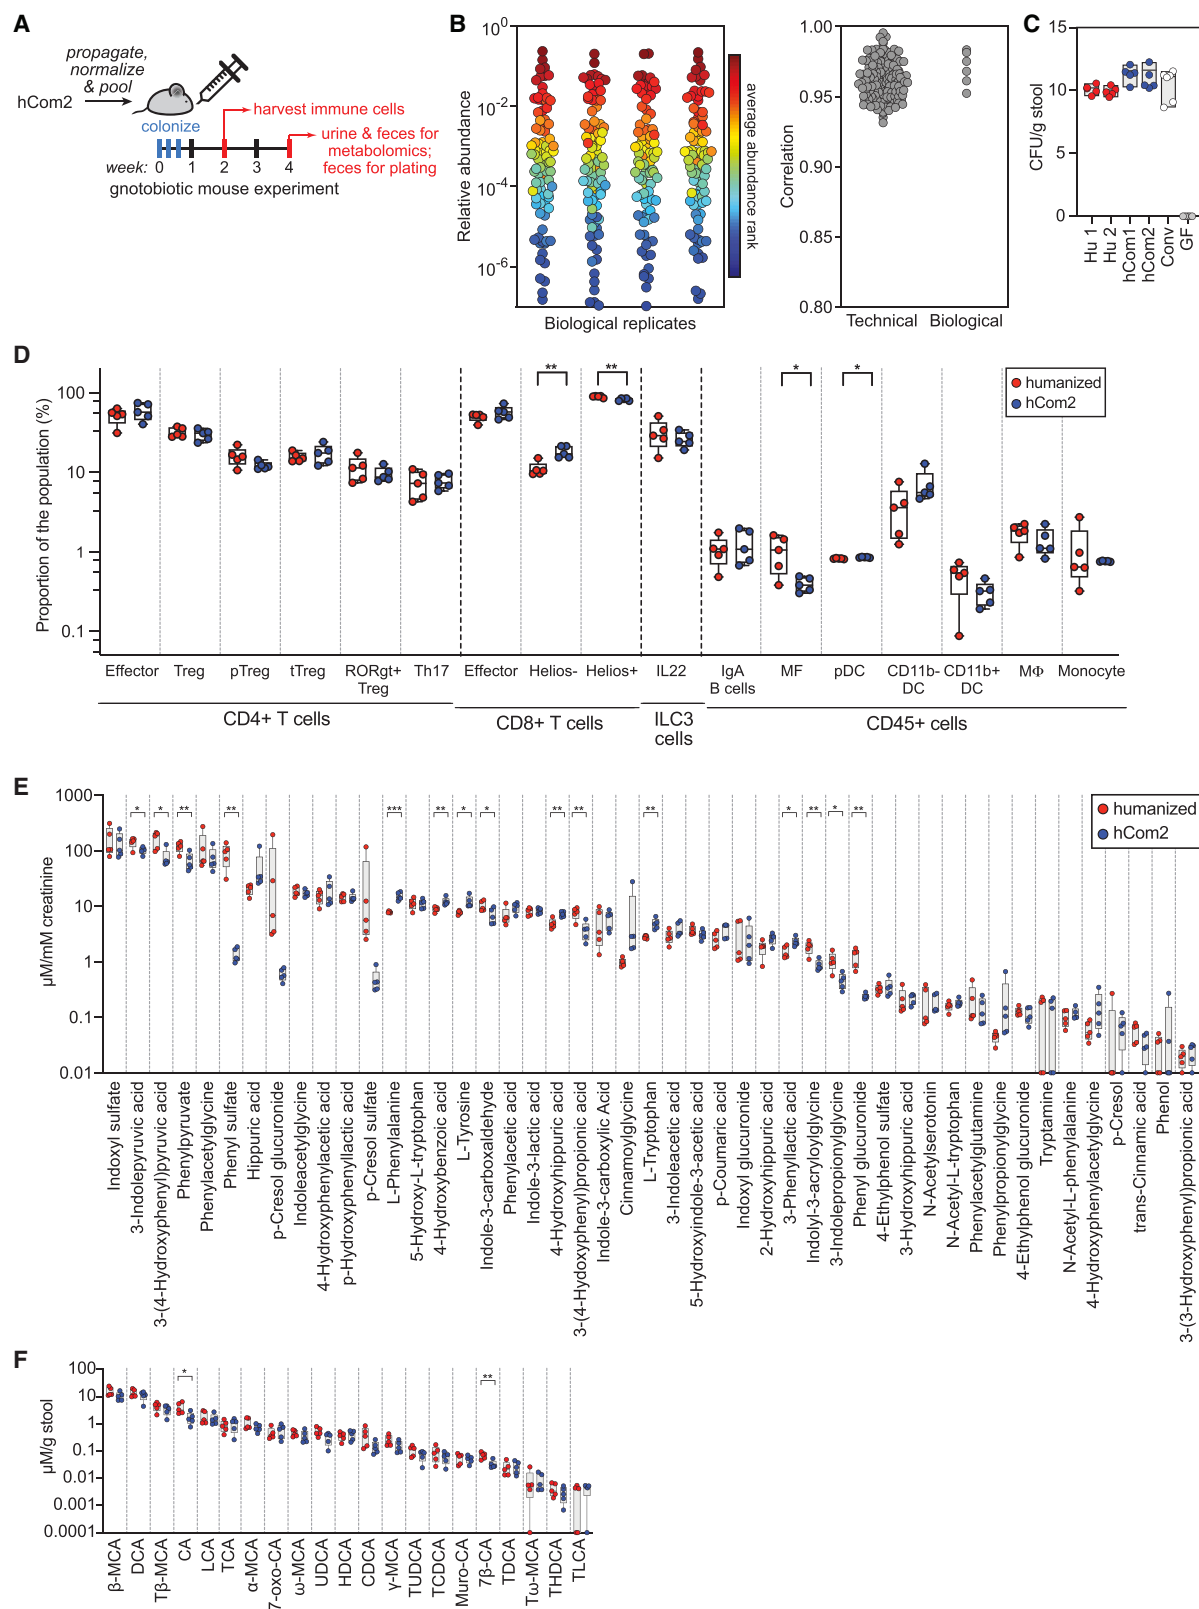 A
propagate,
normalize
& pool
hCom2
colonize
harvest immune cells
urine & feces for
metabolomics;
feces for plating
week: 0 1 2 3 4
gnotobiotic mouse experiment
B
Relative abundance
10^0
10^-2
10^-4
10^-6
Biological replicates
average abundance rank
Correlation
1.00
0.95
0.90
0.85
0.80
Technical Biological
C
CFU/g stool
15
10
5
0
Hu 1
Hu 2
hCom1
hCom2
Conv
GF
D
Proportion of the population (%)
100
10
1
0.1
** ** * *
humanized
hCom2
Effector Treg pTreg tTreg RORgt+ Treg Th17 Effector Helios- Helios+ IL22 IgA B cells MF pDC CD11b- DC CD11b+ DC MΦ Monocyte
CD4+ T cells CD8+ T cells ILC3 cells CD45+ cells
E
µM/mM creatinine
1000
100
10
1
0.1
0.01
* * ** ** *** ** * * ** ** ** * ** * **
humanized
hCom2
Indoxyl sulfate
3-Indolepyruvic acid
3-(4-Hydroxyphenyl)pyruvic acid
Phenylpyruvate
Phenylacetylglycine
Phenyl sulfate
Hippuric acid
p-Cresol glucuronide
Indoleacetylglycine
4-Hydroxyphenylacetic acid
p-Hydroxyphenyllactic acid
p-Cresol sulfate
L-Phenylalanine
5-Hydroxy-L-tryptophan
4-Hydroxybenzoic acid
L-Tyrosine
Indole-3-carboxaldehyde
Phenylacetic acid
Indole-3-lactic acid
4-Hydroxyhippuric acid
3-(4-Hydoxyphenyl)propionic acid
Indole-3-carboxylic Acid
Cinnamoylglycine
L-Tryptophan
3-Indoleacetic acid
5-Hydroxyindole-3-acetic acid
p-Coumaric acid
Indoxyl glucuronide
2-Hydroxyhippuric acid
3-Phenyllactic acid
Indolyl-3-acryloylglycine
3-Indolepropionylglycine
Phenyl glucuronide
4-Ethylphenol sulfate
3-Hydroxyhippuric acid
N-Acetylserotonin
N-Acetyl-L-tryptophan
Phenylacetylglutamine
Phenylpropionylglycine
4-Ethylphenol glucuronide
Tryptamine
N-Acetyl-L-phenylalanine
4-Hydroxyphenylacetylglycine
p-Cresol
trans-Cinnamic acid
Phenol
3-(3-Hydroxyphenyl)propionic acid
F
µM/g stool
100
10
1
0.1
0.01
0.001
0.0001
* **
β-MCA
DCA
Tβ-MCA
CA
LCA
TCA
α-MCA
7-oxo-CA
ω-MCA
UDCA
HDCA
CDCA
γ-MCA
TUDCA
TCDCA
Muro-CA
7β-CA
TDCA
Tω-MCA
THDCA
TLCA